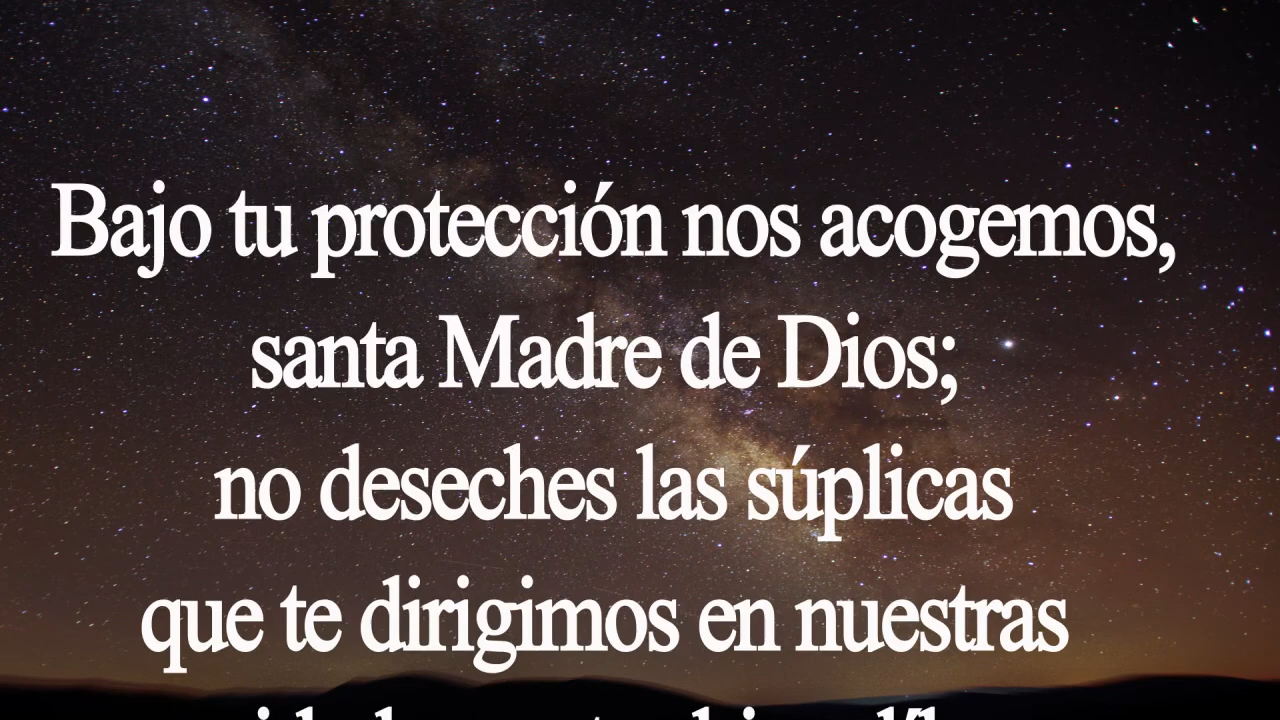 Bajo tu protección nos acogemos,
santa Madre de Dios;
no deseches las súplicas
que te dirigimos en nuestras